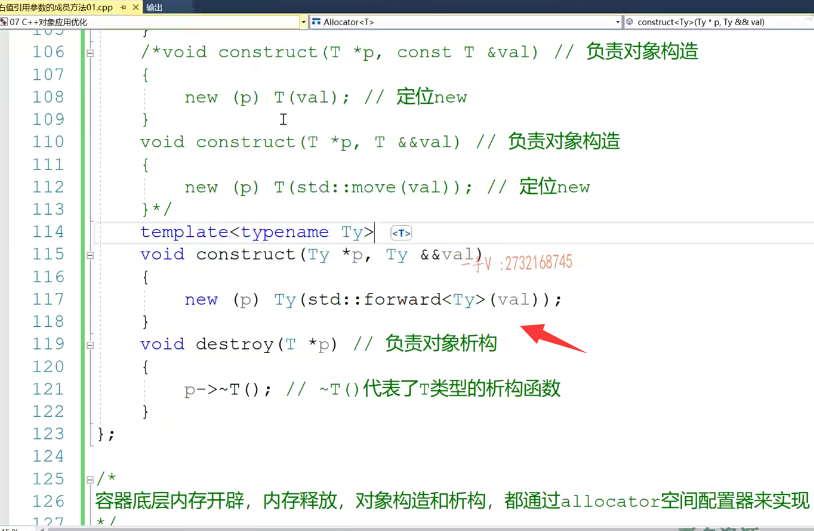 右值引用参数的成员方法01.cpp 输出
07 C++对象应用优化 Allocator<T> construct<Ty>(Ty * p, Ty && val)
105 }
106 /*void construct(T *p, const T &val) // 负责对象构造
107 {
108 new (p) T(val); // 定位new
109 }
110 void construct(T *p, T &&val) // 负责对象构造
111 {
112 new (p) T(std::move(val)); // 定位new
113 }*/
114 template<typename Ty> <T>
115 void construct(Ty *p, Ty &&val)
一手V :2732168745
116 {
117 new (p) Ty(std::forward<Ty>(val));
118 }
119 void destroy(T *p) // 负责对象析构
120 {
121 p->~T(); // ~T()代表了T类型的析构函数
122 }
123 };
124
125 /*
126 容器底层内存开辟，内存释放，对象构造和析构，都通过allocator空间配置器来实现
127 */